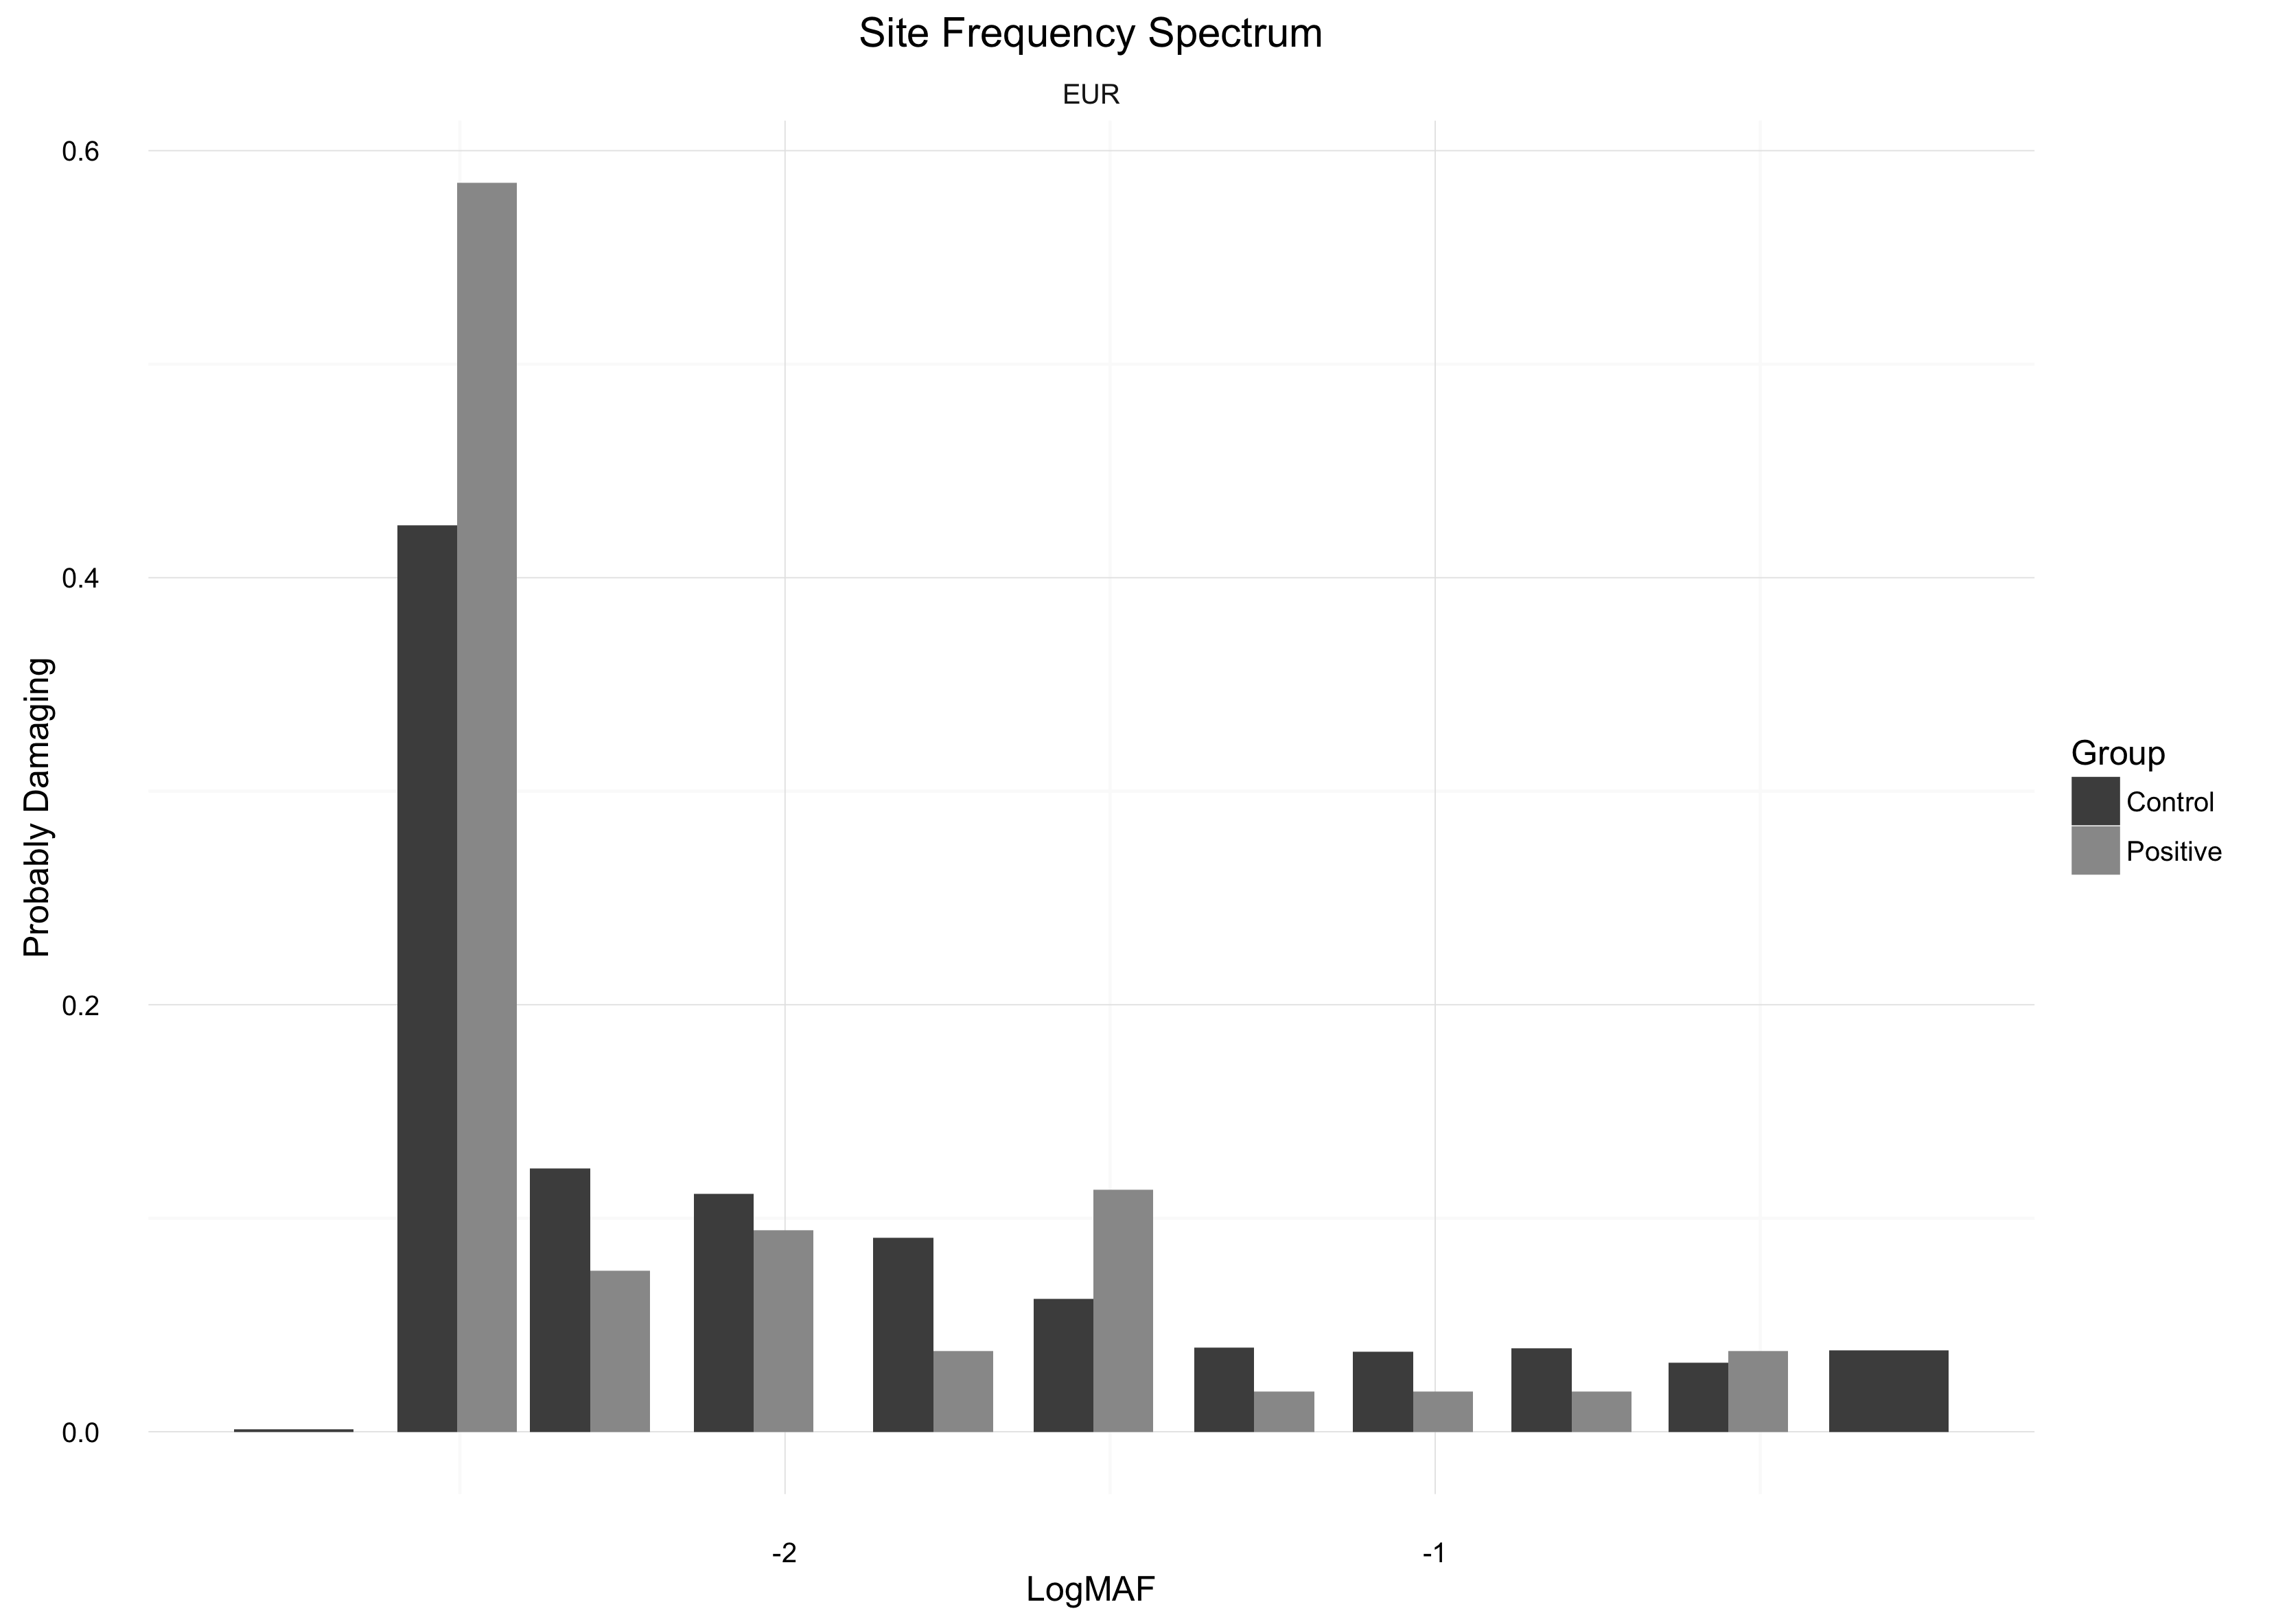 Site Frequency Spectrum
EUR
0.6
0.4
0.2
0.0
Probably Damaging
-2
-1
LogMAF
Group
Control
Positive